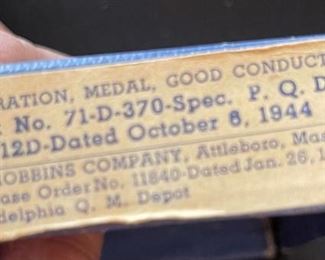 RATION, MEDAL, GOOD CONDUCT
No. 71-D-370-Spec. P. Q. D.
12D-Dated October 8, 1944
ROBBINS COMPANY, Attleboro, Mas
ase Order No. 11840-Dated Jan. 26, 1
delphia Q. M. Depot